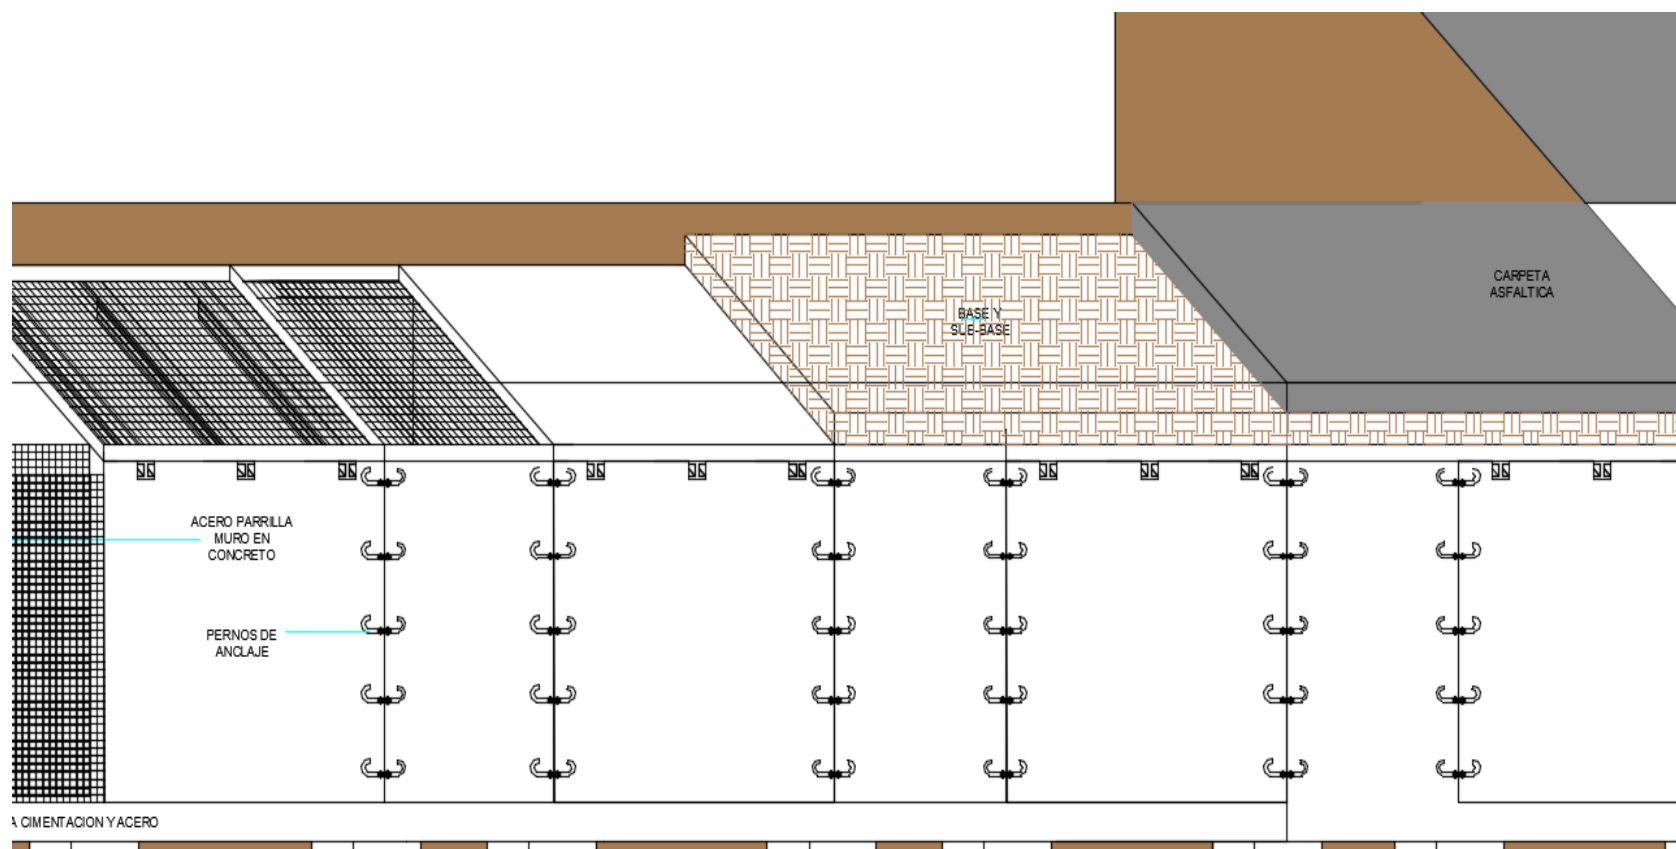 CARPETA
ASFALTICA
BASE Y
SUB-BASE
ACERO PARRILLA
MURO EN
CONCRETO
PERNOS DE
ANCLAJE
A CIMENTACION Y ACERO